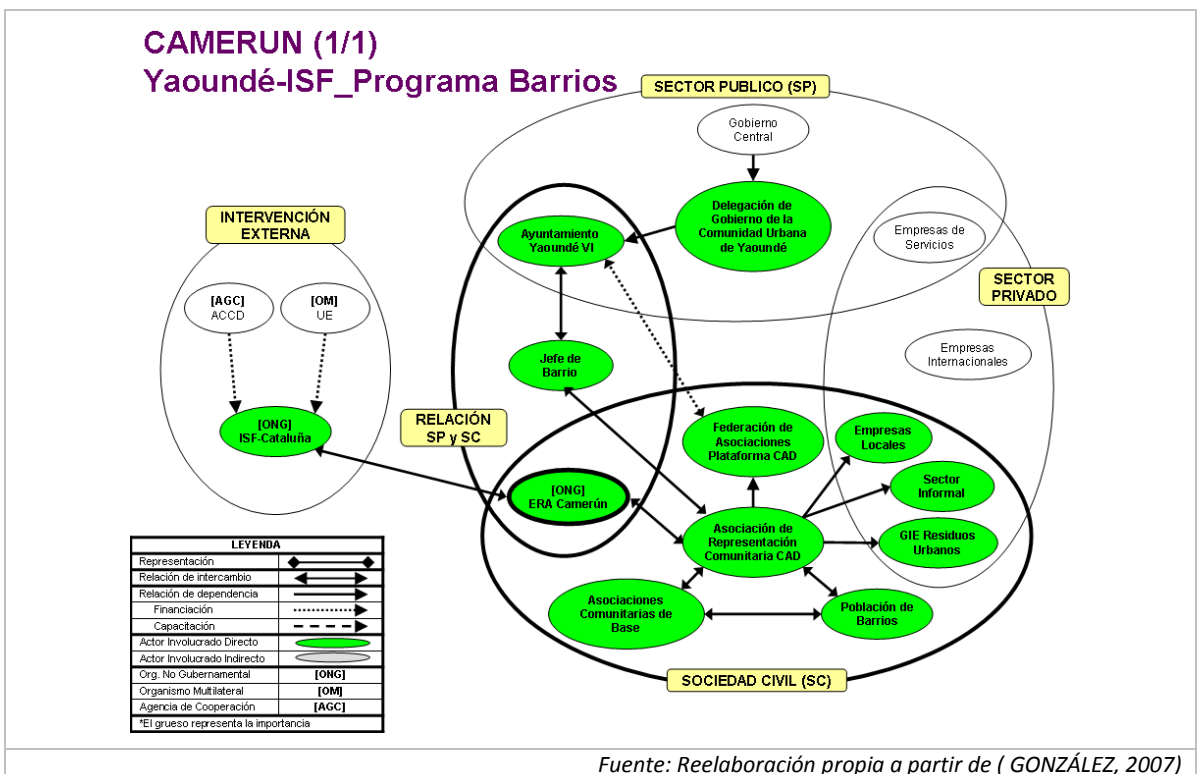 CAMERUN (1/1)
Yaoundé-ISF_Programa Barrios
SECTOR PUBLICO (SP)
Gobierno
Central
Delegación de
Gobierno de la
Comunidad Urbana
de Yaoundé
Ayuntamiento
Yaoundé VI
Empresas de
Servicios
SECTOR
PRIVADO
Empresas
Internacionales
INTERVENCIÓN
EXTERNA
[AGC]
ACCD
[OM]
UE
[ONG]
ISF-Cataluña
Jefe de
Barrio
RELACIÓN
SP y SC
[ONG]
ERA Camerún
Federación de
Asociaciones
Plataforma CAD
Empresas
Locales
Sector
Informal
GIE Residuos
Urbanos
Asociación de
Representación
Comunitaria CAD
Asociaciones
Comunitarias de
Base
Población de
Barrios
SOCIEDAD CIVIL (SC)
LEYENDA
Representación
Relación de intercambio
Relación de dependencia
Financiación
Capacitación
Actor Involucrado Directo
Actor Involucrado Indirecto
Org. No Gubernamental [ONG]
Organismo Multilateral [OM]
Agencia de Cooperación [AGC]
*El grueso representa la importancia
Fuente: Reelaboración propia a partir de ( GONZÁLEZ, 2007)